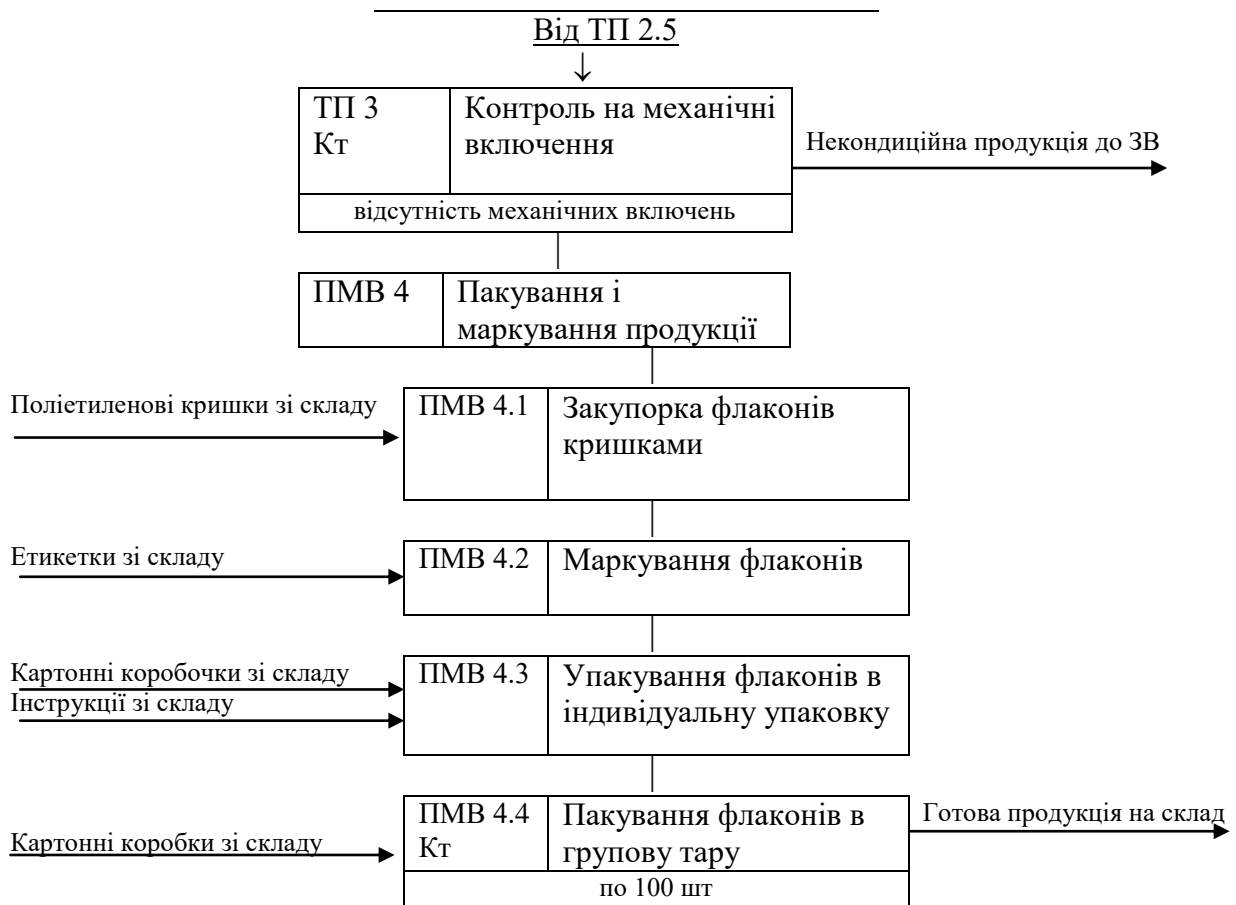 Від ТП 2.5
↓
ТП 3
Кт
Контроль на механічні
включення
Некондиційна продукція до ЗВ
відсутність механічних включень
ПМВ 4
Пакування і
маркування продукції
Поліетиленові кришки зі складу
ПМВ 4.1
Закупорка флаконів
кришками
Етикетки зі складу
ПМВ 4.2
Маркування флаконів
Картонні коробочки зі складу
Інструкції зі складу
ПМВ 4.3
Упакування флаконів в
індивідуальну упаковку
Картонні коробки зі складу
ПМВ 4.4
Кт
Пакування флаконів в
групову тару
Готова продукція на склад
по 100 шт